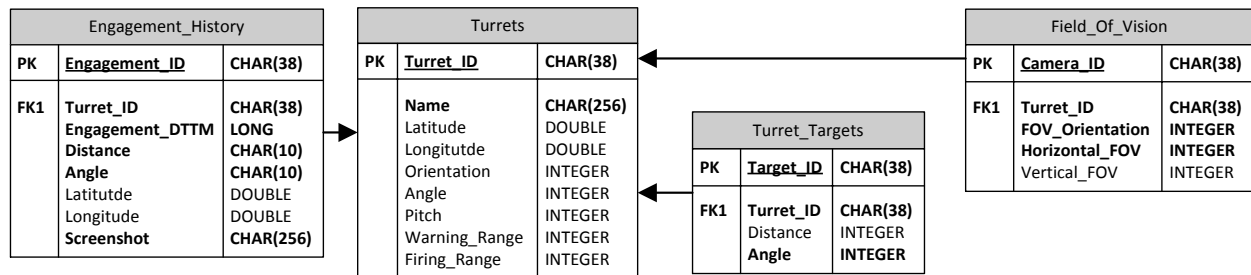 Engagement_History
PK Engagement_ID CHAR(38)
FK1 Turret_ID CHAR(38)
Engagement_DTTM LONG
Distance CHAR(10)
Angle CHAR(10)
Latitutde DOUBLE
Longitude DOUBLE
Screenshot CHAR(256)
Turrets
PK Turret_ID CHAR(38)
Name CHAR(256)
Latitude DOUBLE
Longitutde DOUBLE
Orientation INTEGER
Angle INTEGER
Pitch INTEGER
Warning_Range INTEGER
Firing_Range INTEGER
Turret_Targets
PK Target_ID CHAR(38)
FK1 Turret_ID CHAR(38)
Distance INTEGER
Angle INTEGER
Field_Of_Vision
PK Camera_ID CHAR(38)
FK1 Turret_ID CHAR(38)
FOV_Orientation INTEGER
Horizontal_FOV INTEGER
Vertical_FOV INTEGER